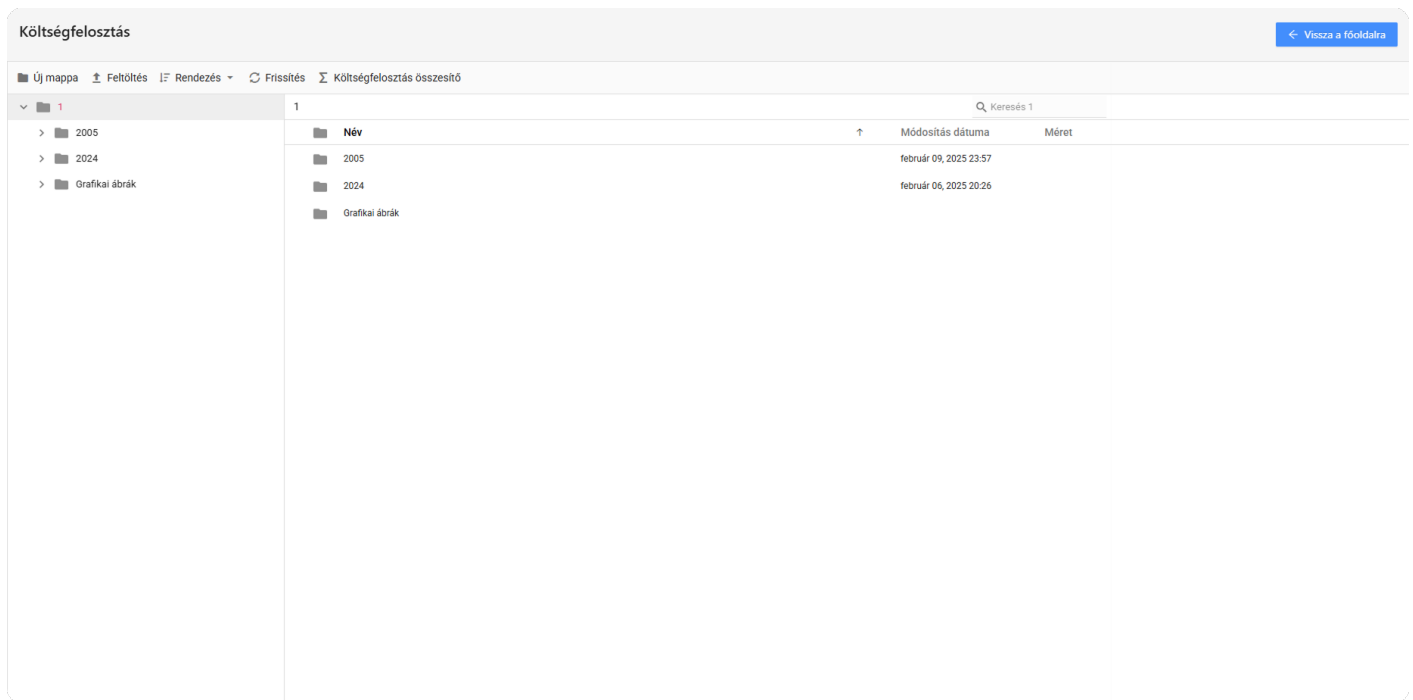 Költségfelosztás
Vissza a főoldalra
Új mappa Feltöltés Rendezés Frissítés Költségfelosztás összesítő
1
2005
2024
Grafikai ábrák
1 Keresés 1
Név Módosítás dátuma Méret
2005 február 09, 2025 23:57
2024 február 06, 2025 20:26
Grafikai ábrák